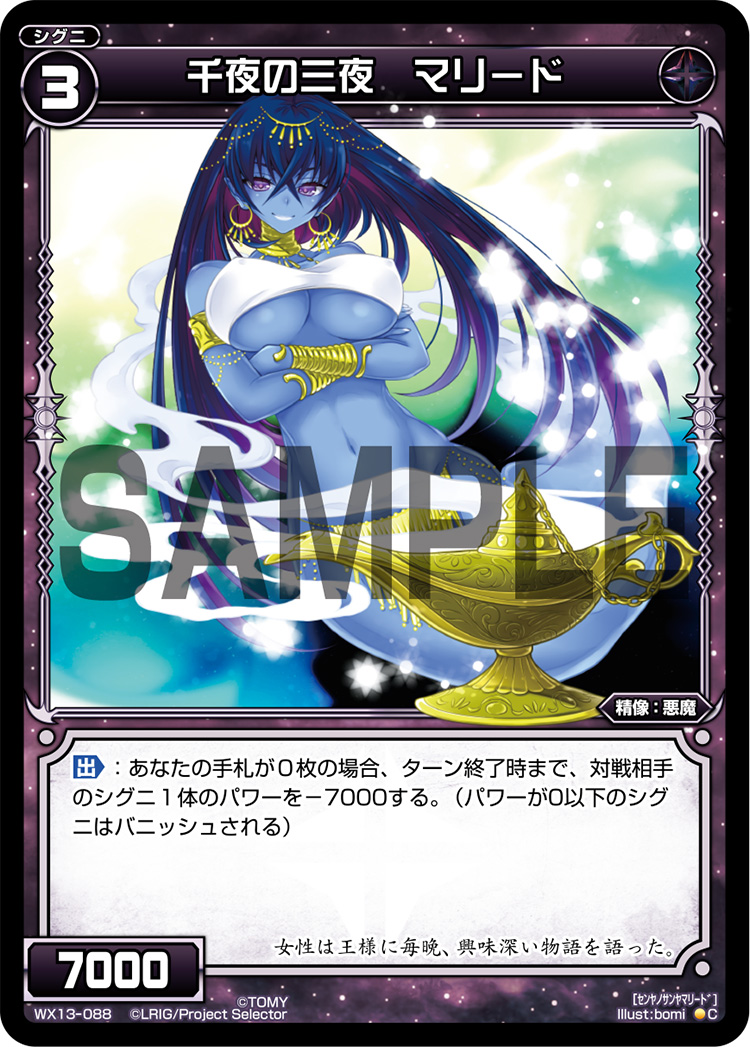 シグニ
3
千夜の三夜 マリード
SAMPLE
精像:悪魔
出:あなたの手札が0枚の場合、ターン終了時まで、対戦相手
のシグニ1体のパワーを-7000する。(パワーが0以下のシグ
ニはバニッシュされる)
女性は王様に毎晩、興味深い物語を語った。
7000
©TOMY
WX13-088 ©LRIG/Project Selector
[センヤノサンヤマリード]
Illust:bomi C